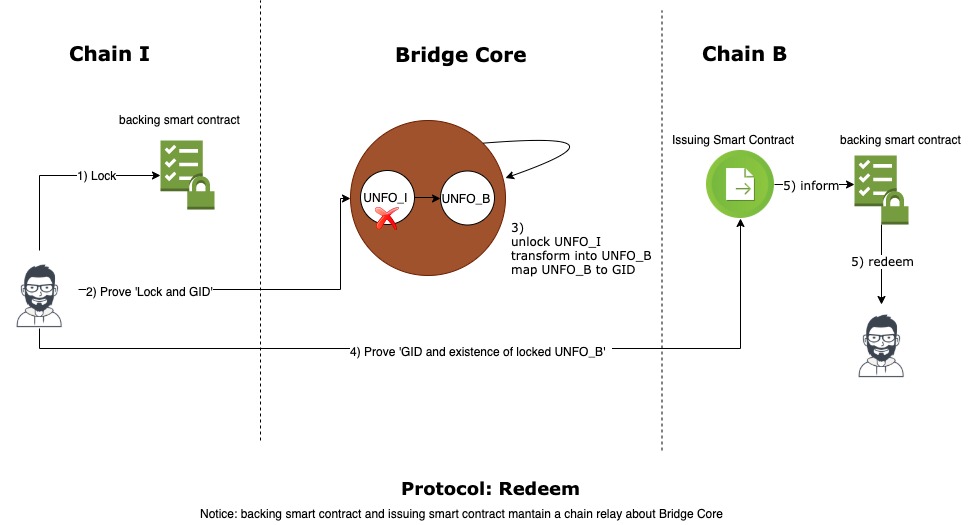 Chain I
Bridge Core
Chain B
backing smart contract
Issuing Smart Contract
backing smart contract
1) Lock
UNFO_I
UNFO_B
5) inform
3)
unlock UNFO_I
transform into UNFO_B
map UNFO_B to GID
5) redeem
2) Prove 'Lock and GID'
4) Prove 'GID and existence of locked UNFO_B'
Protocol: Redeem
Notice: backing smart contract and issuing smart contract mantain a chain relay about Bridge Core